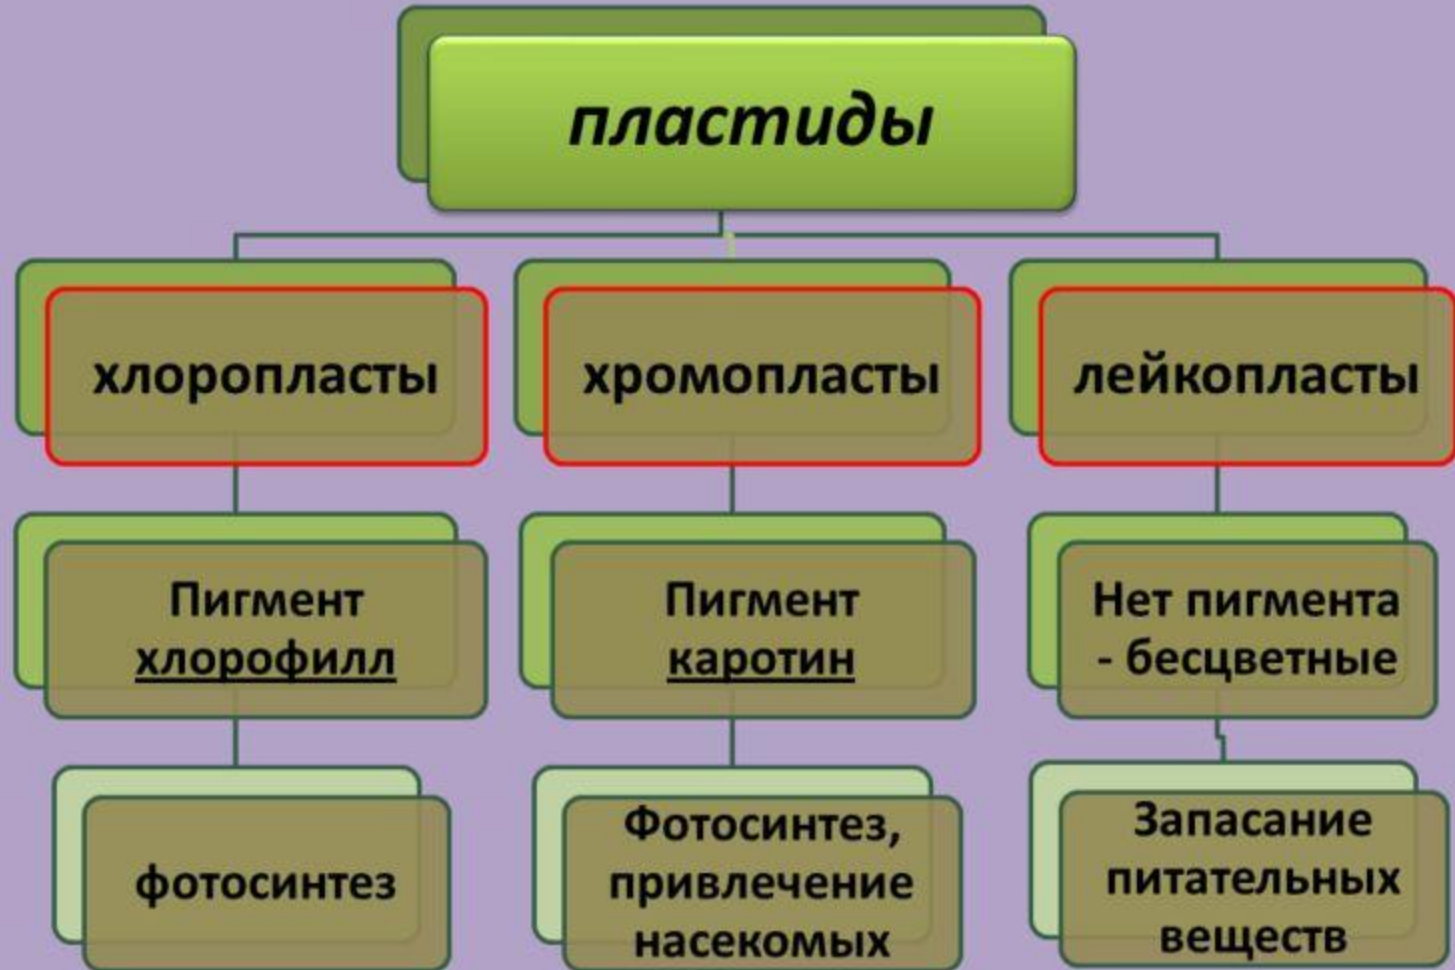 пластиды
хлоропласты
хромопласты
лейкопласты
Пигмент
хлорофилл
Пигмент
каротин
Нет пигмента
- бесцветные
фотосинтез
Фотосинтез,
привлечение
насекомых
Запасание
питательных
веществ